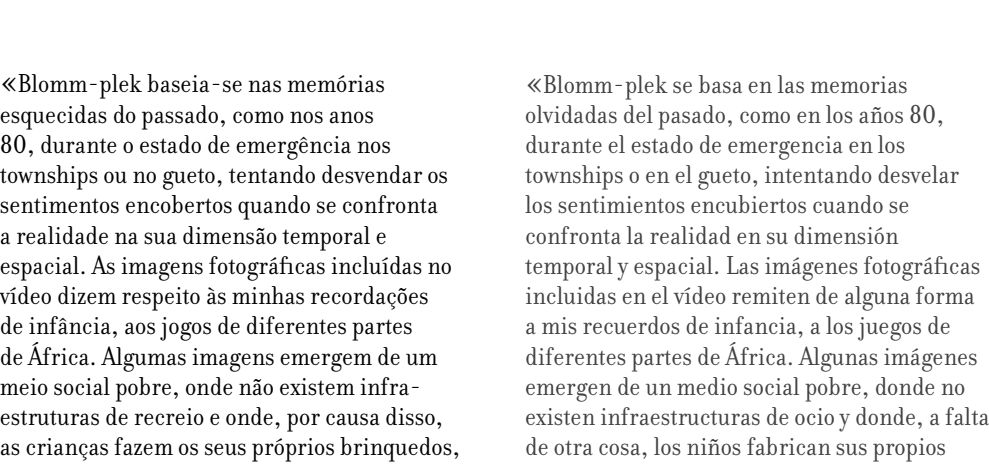 «Blomm-plek baseia-se nas memórias
esquecidas do passado, como nos anos
80, durante o estado de emergência nos
townships ou no gueto, tentando desvendar os
sentimentos encobertos quando se confronta
a realidade na sua dimensão temporal e
espacial. As imagens fotográficas incluídas no
vídeo dizem respeito às minhas recordações
de infância, aos jogos de diferentes partes
de África. Algumas imagens emergem de um
meio social pobre, onde não existem infra-
estruturas de recreio e onde, por causa disso,
as crianças fazem os seus próprios brinquedos,
«Blomm-plek se basa en las memorias
olvidadas del pasado, como en los años 80,
durante el estado de emergencia en los
townships o en el gueto, intentando desvelar
los sentimientos encubiertos cuando se
confronta la realidad en su dimensión
temporal y espacial. Las imágenes fotográficas
incluidas en el vídeo remiten de alguna forma
a mis recuerdos de infancia, a los juegos de
diferentes partes de África. Algunas imágenes
emergen de un medio social pobre, donde no
existen infraestructuras de ocio y donde, a falta
de otra cosa, los niños fabrican sus propios